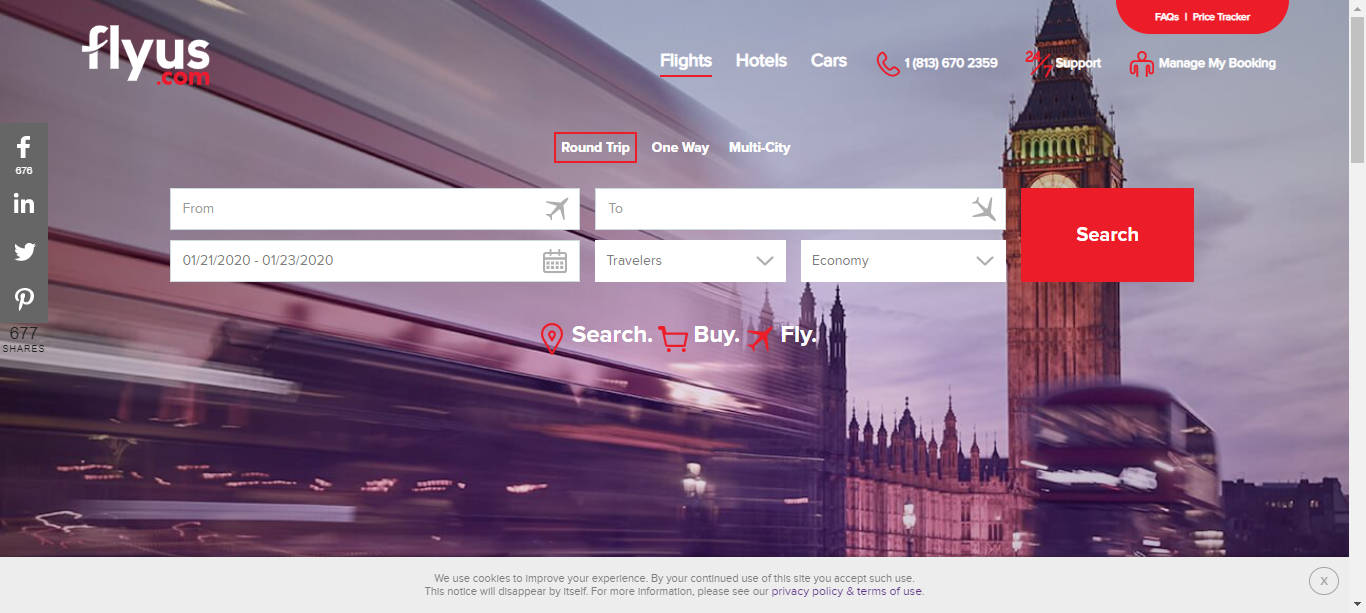 FAQs | Price Tracker
flyus
.com
Flights Hotels Cars 1 (813) 670 2359 24/7 Support Manage My Booking
Round Trip One Way Multi-City
From To
Search
01/21/2020 - 01/23/2020 Travelers Economy
Search. Buy. Fly.
676
677
SHARES
We use cookies to improve your experience. By your continued use of this site you accept such use.
This notice will disappear by itself. For more information, please see our privacy policy & terms of use.
X